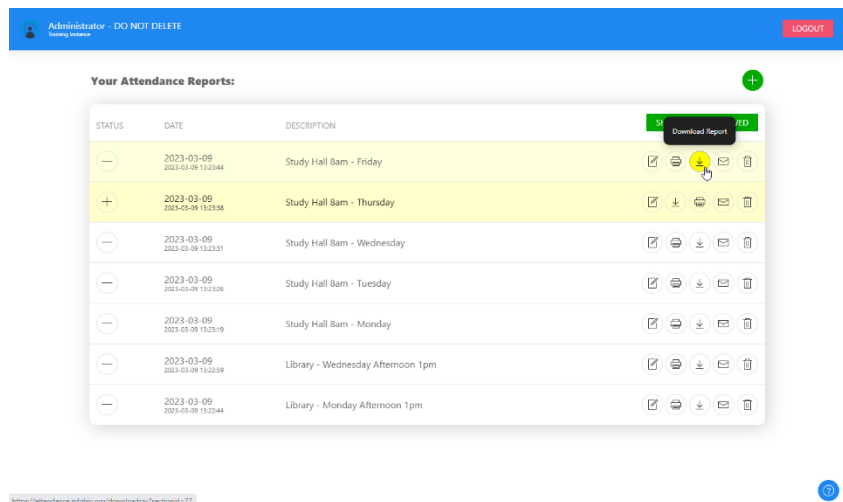 Administrator - DO NOT DELETE
Training Instance
LOGOUT
Your Attendance Reports:
STATUS DATE DESCRIPTION
Download Report
2023-03-09
2023-03-09 13:23:44
Study Hall 8am - Friday
2023-03-09
2023-03-09 13:23:38
Study Hall 8am - Thursday
2023-03-09
2023-03-09 13:23:31
Study Hall 8am - Wednesday
2023-03-09
2023-03-09 13:23:26
Study Hall 8am - Tuesday
2023-03-09
2023-03-09 13:23:19
Study Hall 8am - Monday
2023-03-09
2023-03-09 13:22:59
Library - Wednesday Afternoon 1pm
2023-03-09
2023-03-09 13:22:44
Library - Monday Afternoon 1pm